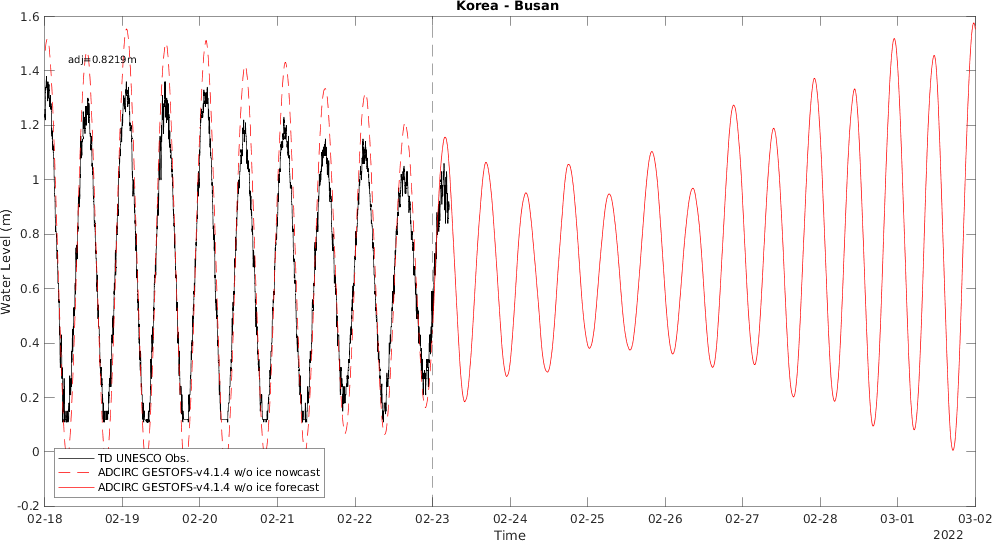 Korea - Busan
1.6
1.4
1.2
1
0.8
0.6
0.4
0.2
0
-0.2
Water Level (m)
adj=0.8219m
TD UNESCO Obs.
ADCIRC GESTOFS-v4.1.4 w/o ice nowcast
ADCIRC GESTOFS-v4.1.4 w/o ice forecast
02-18 02-19 02-20 02-21 02-22 02-23 02-24 02-25 02-26 02-27 02-28 03-01 03-02
Time
2022